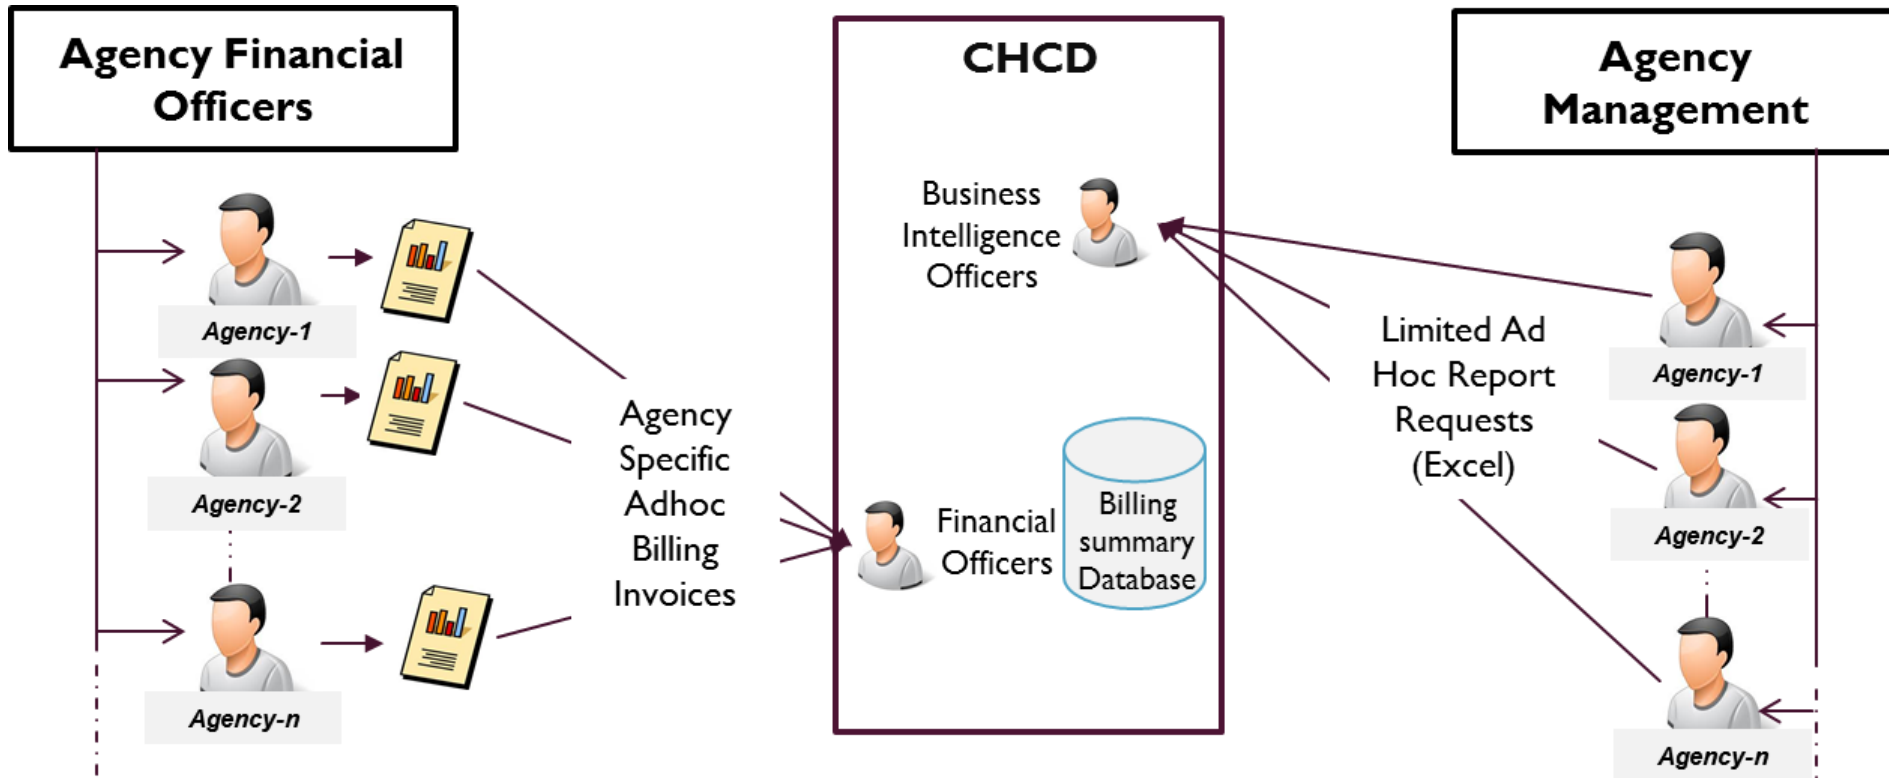 Agency Financial
Officers
Agency-1
Agency-2
Agency-n
Agency
Specific
Adhoc
Billing
Invoices
CHCD
Business
Intelligence
Officers
Financial
Officers
Billing
summary
Database
Agency
Management
Limited Ad
Hoc Report
Requests
(Excel)
Agency-1
Agency-2
Agency-n